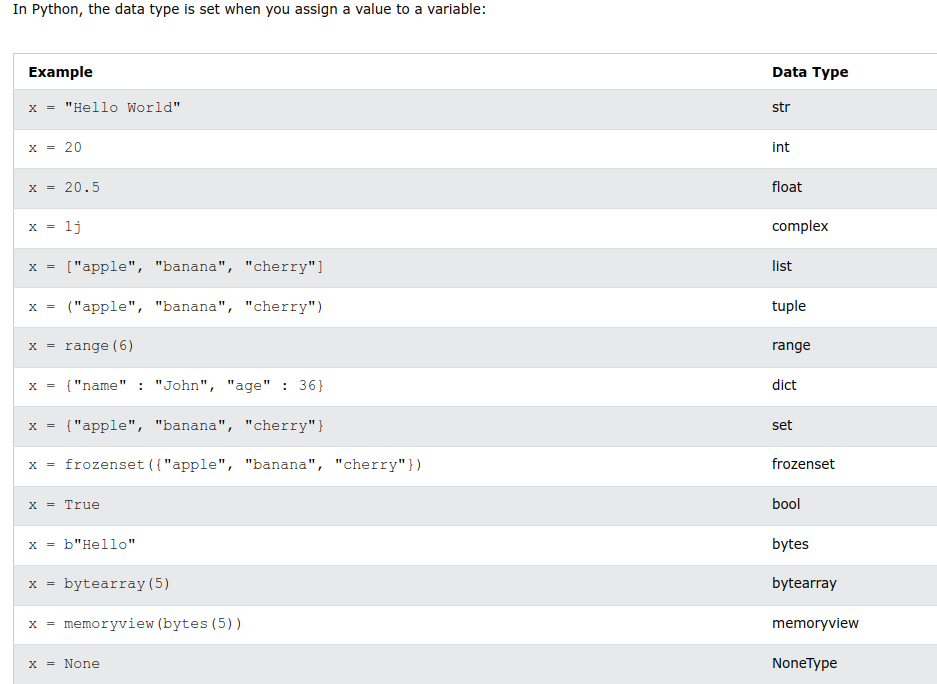 In Python, the data type is set when you assign a value to a variable:
Example Data Type
x = "Hello World" str
x = 20 int
x = 20.5 float
x = 1j complex
x = ["apple", "banana", "cherry"] list
x = ("apple", "banana", "cherry") tuple
x = range(6) range
x = {"name" : "John", "age" : 36} dict
x = {"apple", "banana", "cherry"} set
x = frozenset({"apple", "banana", "cherry"}) frozenset
x = True bool
x = b"Hello" bytes
x = bytearray(5) bytearray
x = memoryview(bytes(5)) memoryview
x = None NoneType